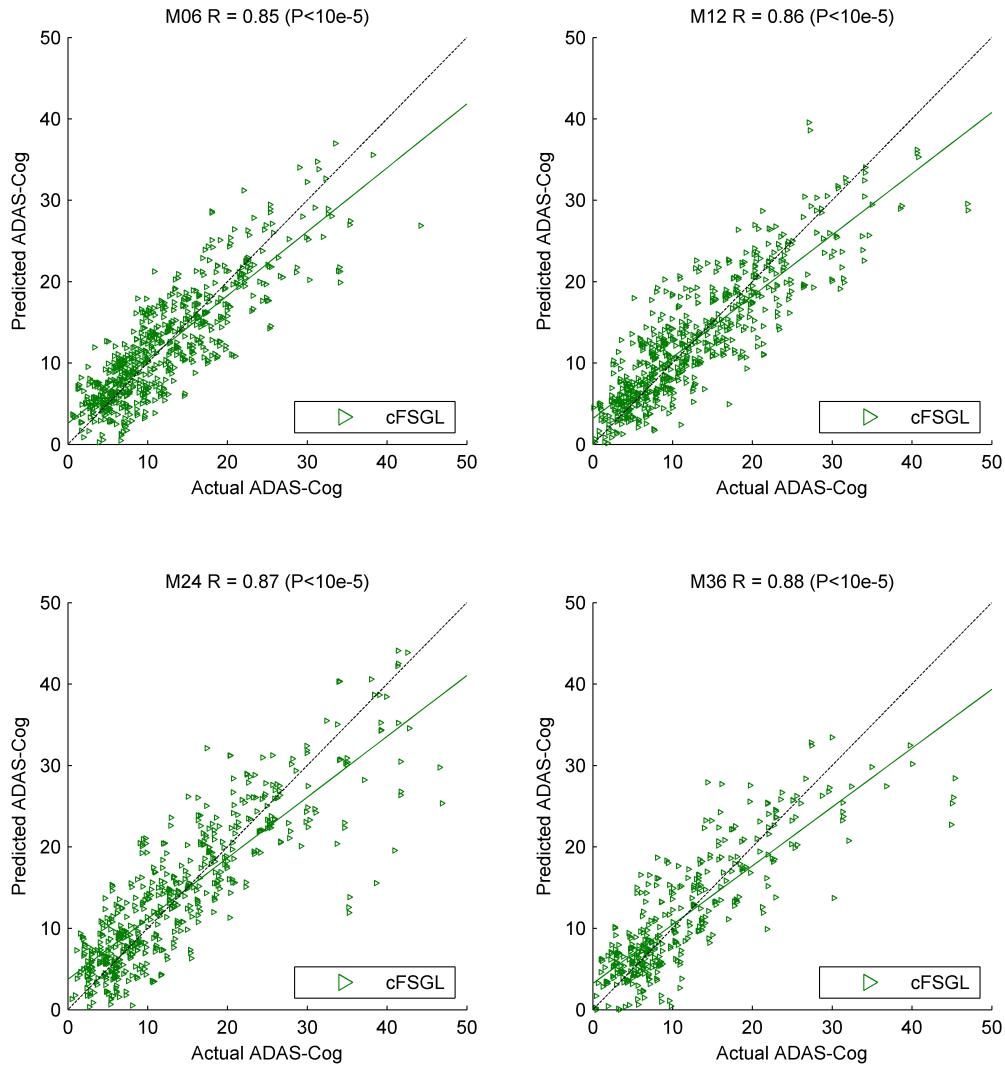 M06 R = 0.85 (P<10e-5)
50
40
30
20
10
0
Predicted ADAS-Cog
cFSGL
0 10 20 30 40 50
Actual ADAS-Cog
M12 R = 0.86 (P<10e-5)
50
40
30
20
10
0
Predicted ADAS-Cog
cFSGL
0 10 20 30 40 50
Actual ADAS-Cog
M24 R = 0.87 (P<10e-5)
50
40
30
20
10
0
Predicted ADAS-Cog
cFSGL
0 10 20 30 40 50
Actual ADAS-Cog
M36 R = 0.88 (P<10e-5)
50
40
30
20
10
0
Predicted ADAS-Cog
cFSGL
0 10 20 30 40 50
Actual ADAS-Cog